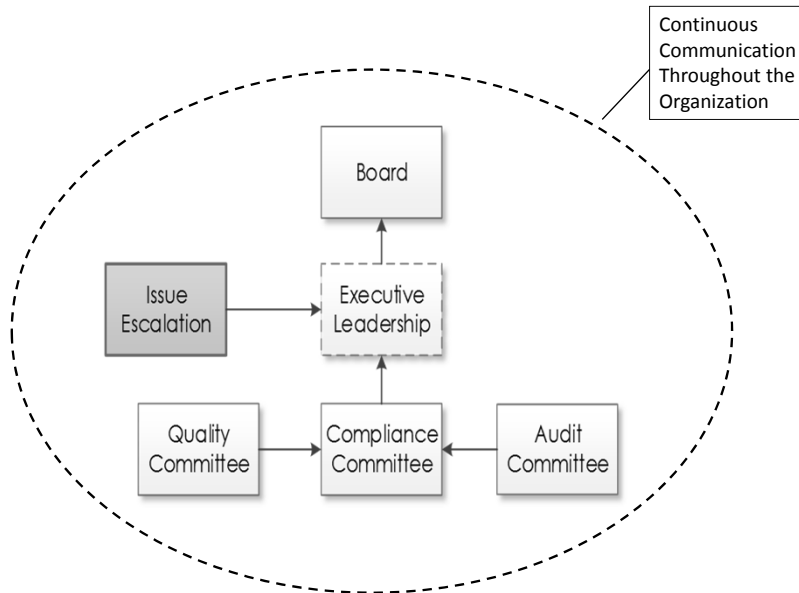 Continuous
Communication
Throughout the
Organization
Board
Issue
Escalation
Executive
Leadership
Quality
Committee
Compliance
Committee
Audit
Committee